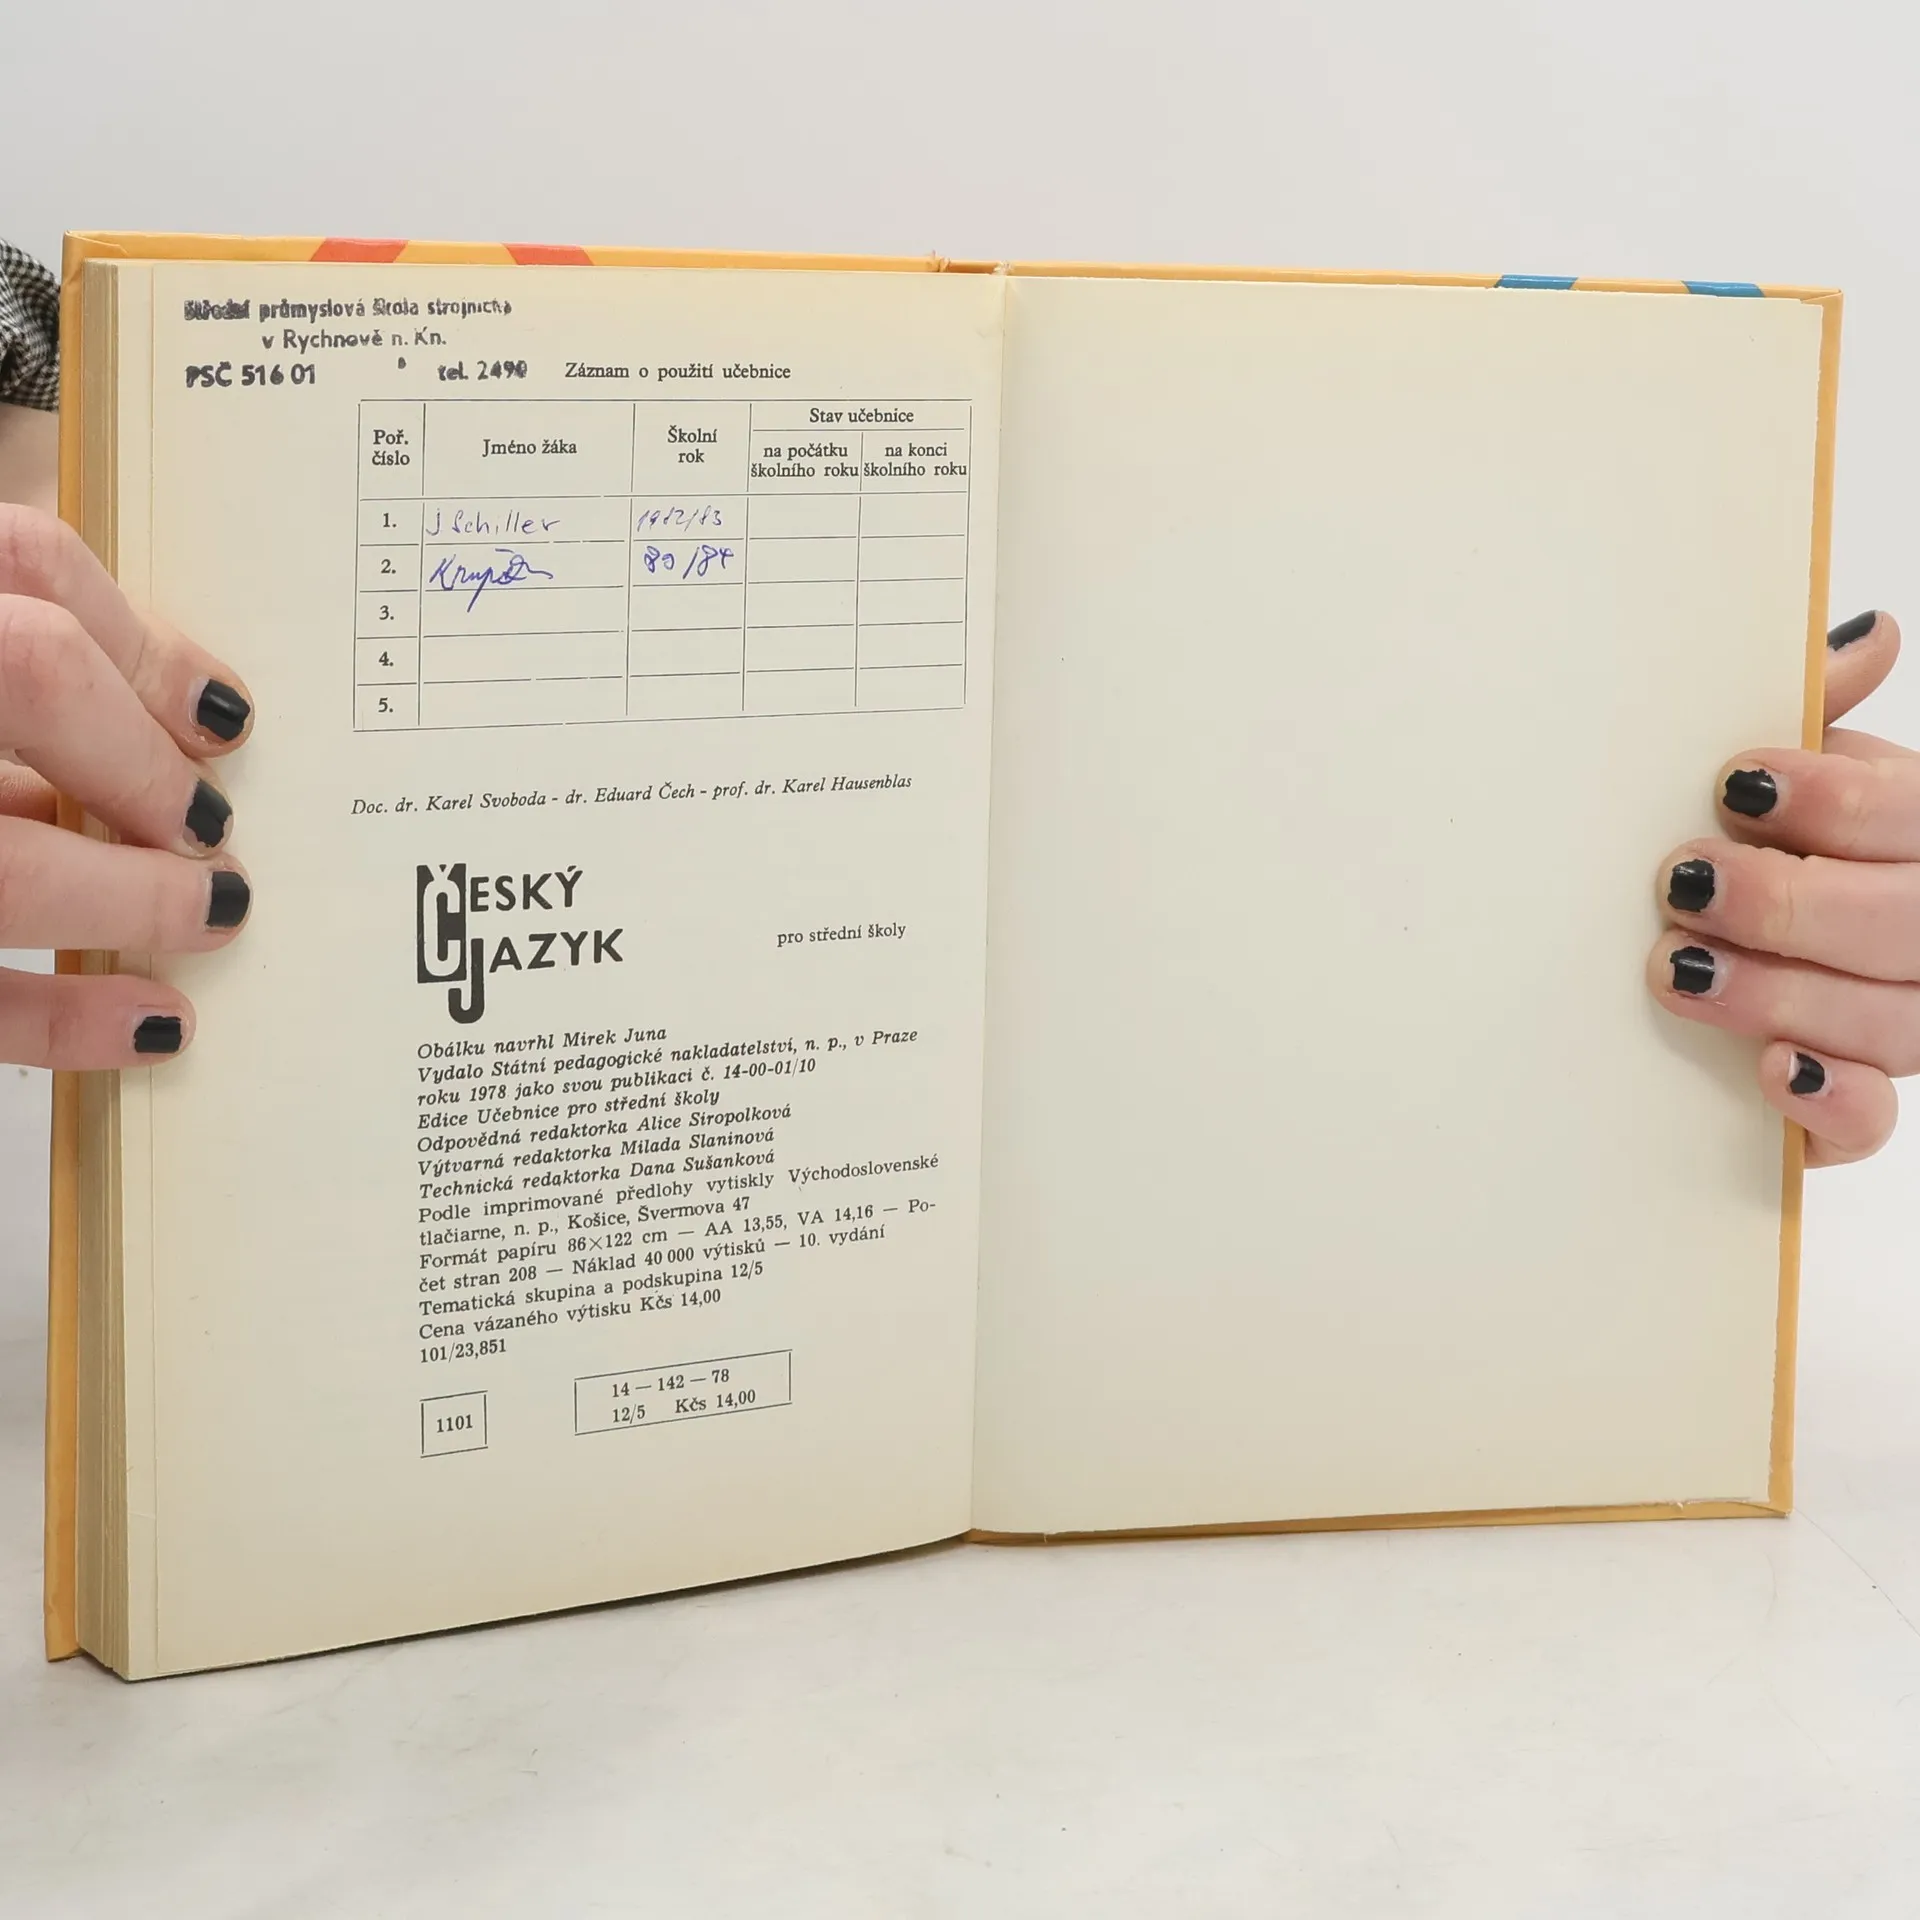 Střední průmyslová škola strojnická
v Rychnově n. Kn.
PSČ 516 01 tel. 2490
Záznam o použití učebnice
Poř. číslo
Jméno žáka
Školní rok
Stav učebnice
na počátku školního roku
na konci školního roku
1. J Schiller 1982/83
2. /84
3.
4.
5.
Doc. dr. Karel Svoboda - dr. Eduard Čech - prof. dr. Karel Hausenblas
ČESKÝ
JAZYK
pro střední školy
Obálku navrhl Mirek Juna
Vydalo Státní pedagogické nakladatelství, n. p., v Praze
roku 1978 jako svou publikaci č. 14-00-01/10
Edice Učebnice pro střední školy
Odpovědná redaktorka Alice Siropolková
Výtvarná redaktorka Milada Slaninová
Technická redaktorka Dana Sušanková
Podle imprimované předlohy vytiskly Východoslovenské
tlačiarne, n. p., Košice, Švermova 47
Formát papíru 86×122 cm — AA 13,55, VA 14,16 — Po-
čet stran 208 — Náklad 40 000 výtisků — 10. vydání
Tematická skupina a podskupina 12/5
Cena vázaného výtisku Kčs 14,00
101/23,851
1101
14 — 142 — 78
12/5 Kčs 14,00